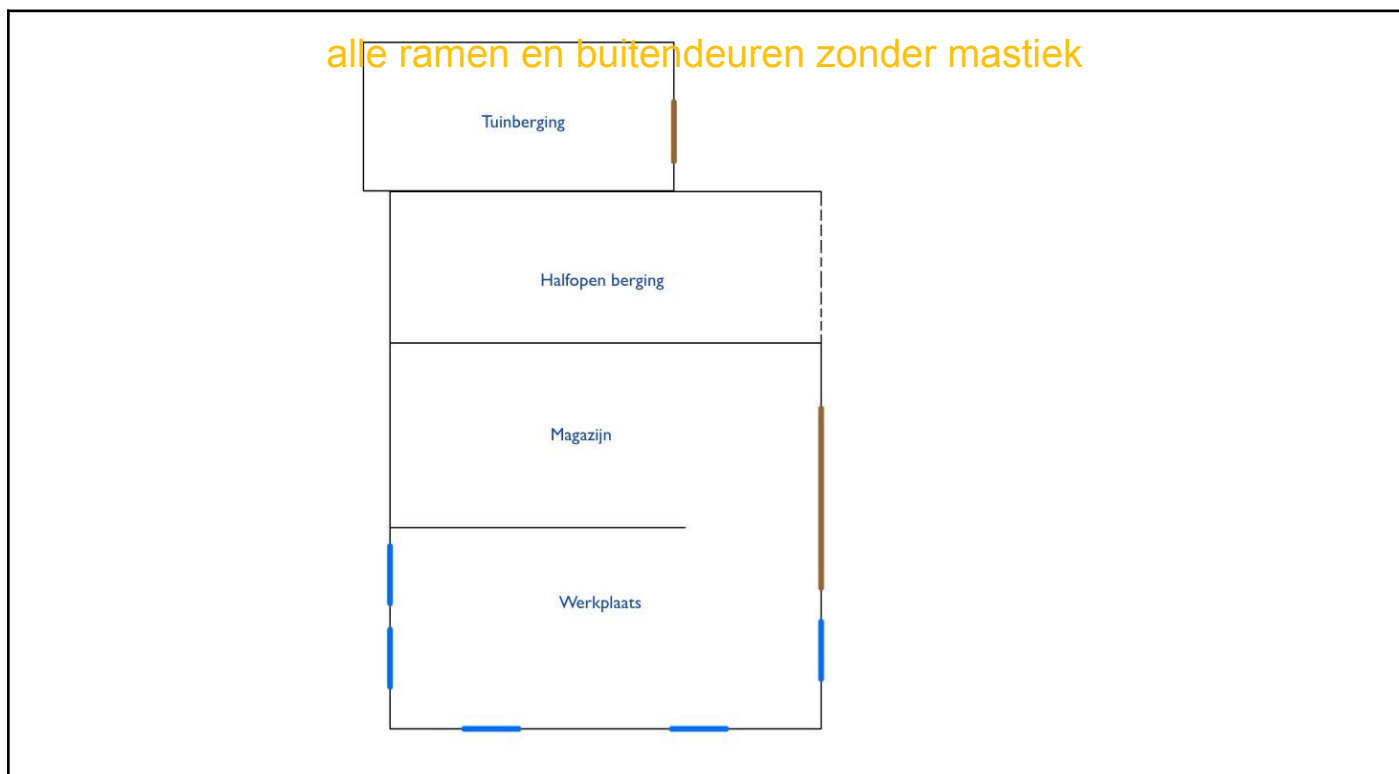 alle ramen en buitendeuren zonder mastiek
Tuinberging
Halfopen berging
Magazijn
Werkplaats